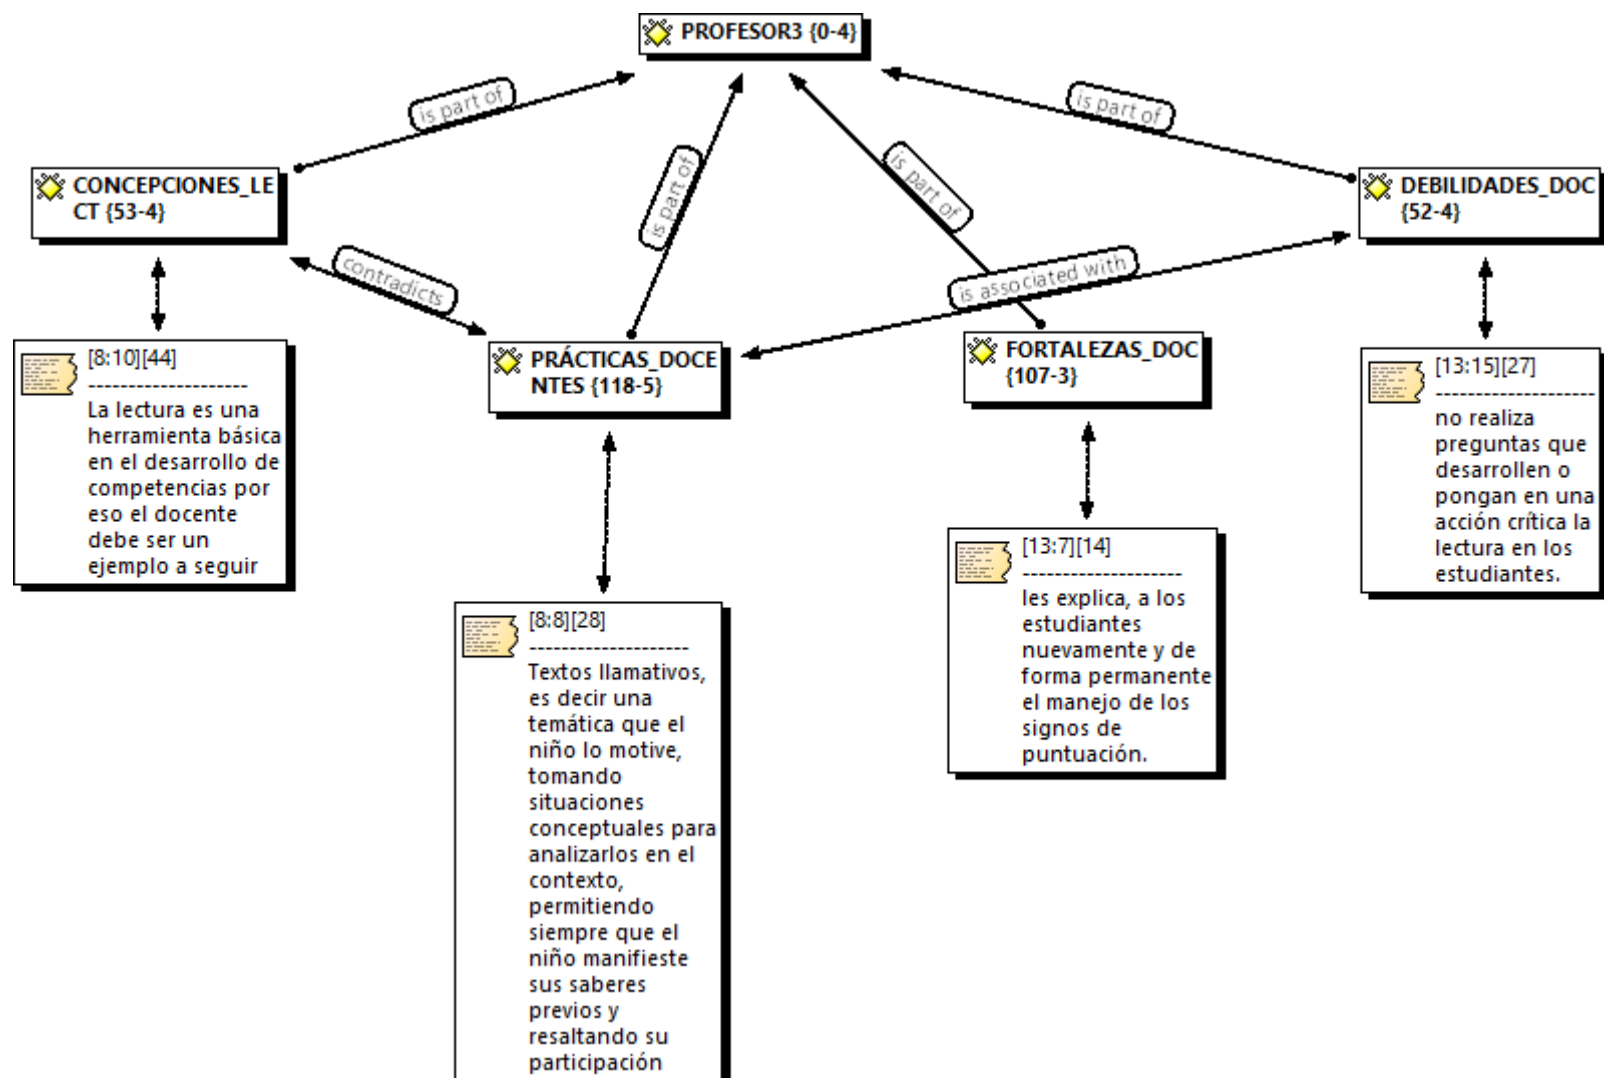 PROFESOR3 {0-4}
is part of
is part of
is part of
is part of
CONCEPCIONES_LE
CT {53-4}
DEBILIDADES_DOC
{52-4}
contradicts
is associated with
PRÁCTICAS_DOCE
NTES {118-5}
FORTALEZAS_DOC
{107-3}
[8:10][44]
--------------------
La lectura es una
herramienta básica
en el desarrollo de
competencias por
eso el docente
debe ser un
ejemplo a seguir
[8:8][28]
--------------------
Textos llamativos,
es decir una
temática que el
niño lo motive,
tomando
situaciones
conceptuales para
analizarlos en el
contexto,
permitiendo
siempre que el
niño manifieste
sus saberes
previos y
resaltando su
participación
[13:7][14]
--------------------
les explica, a los
estudiantes
nuevamente y de
forma permanente
el manejo de los
signos de
puntuación.
[13:15][27]
--------------------
no realiza
preguntas que
desarrollen o
pongan en una
acción crítica la
lectura en los
estudiantes.